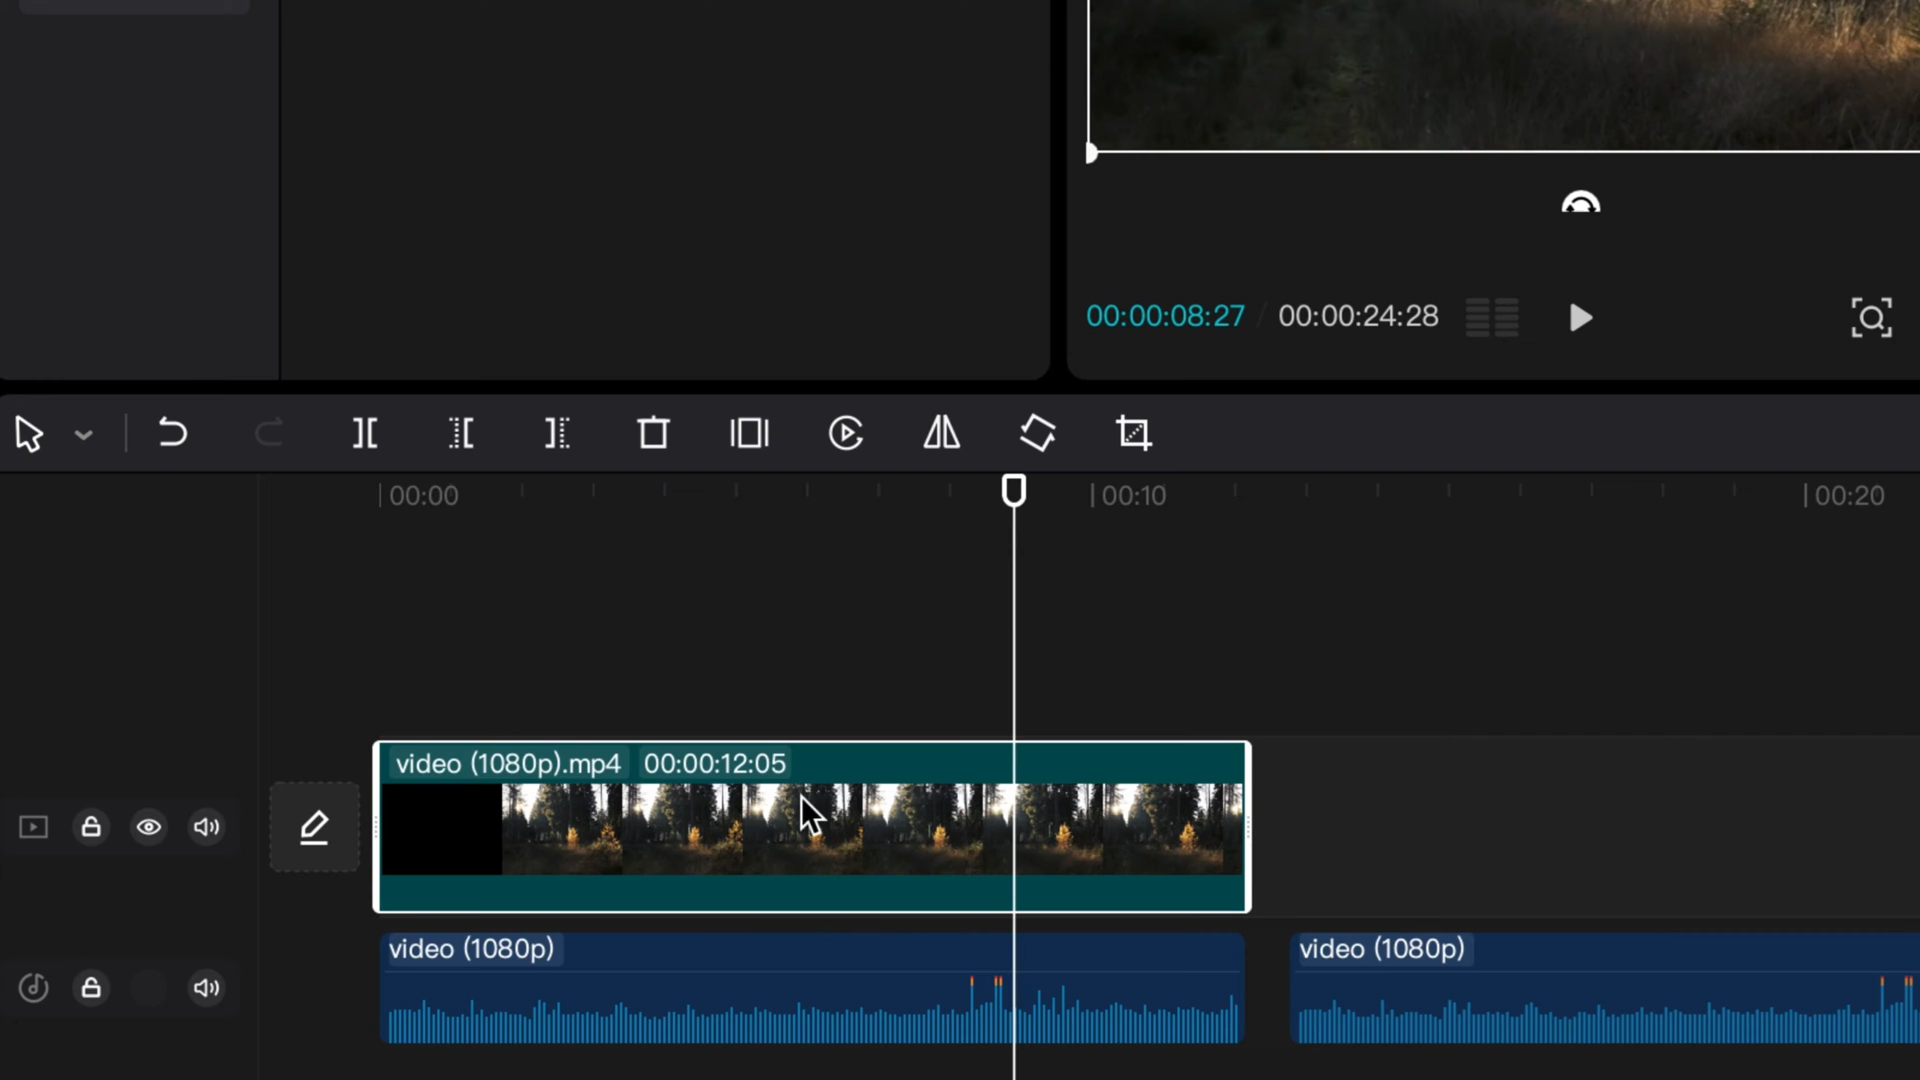 00:00:08:27 / 00:00:24:28
00:00
00:10
00:20
video (1080p).mp4 00:00:12:05
video (1080p)
video (1080p)